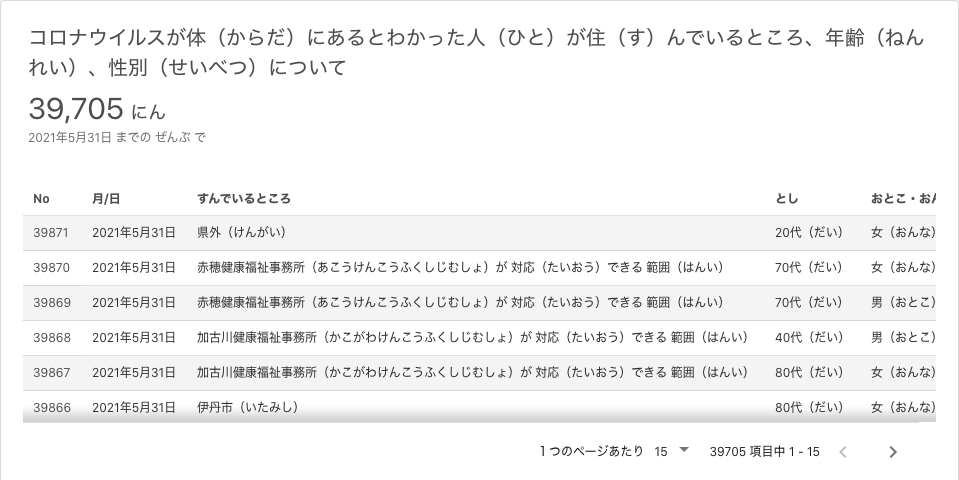 コロナウイルスが体（からだ）にあるとわかった人（ひと）が住（す）んでいるところ、年齢（ねん
れい）、性別（せいべつ）について
39,705 にん
2021年5月31日 までの ぜんぶ で
No 月/日 すんでいるところ とし おとこ・おん
39871 2021年5月31日 県外（けんがい） 20代（だい） 女（おんな）
39870 2021年5月31日 赤穂健康福祉事務所（あこうけんこうふくしじむしょ）が 対応（たいおう）できる 範囲（はんい） 70代（だい） 女（おんな）
39869 2021年5月31日 赤穂健康福祉事務所（あこうけんこうふくしじむしょ）が 対応（たいおう）できる 範囲（はんい） 70代（だい） 男（おとこ）
39868 2021年5月31日 加古川健康福祉事務所（かこがわけんこうふくしじむしょ）が 対応（たいおう）できる 範囲（はんい） 40代（だい） 男（おとこ）
39867 2021年5月31日 加古川健康福祉事務所（かこがわけんこうふくしじむしょ）が 対応（たいおう）できる 範囲（はんい） 80代（だい） 女（おんな）
39866 2021年5月31日 伊丹市（いたみし） 80代（だい） 女（おんな）
1 つのページあたり 15 39705 項目中 1 - 15